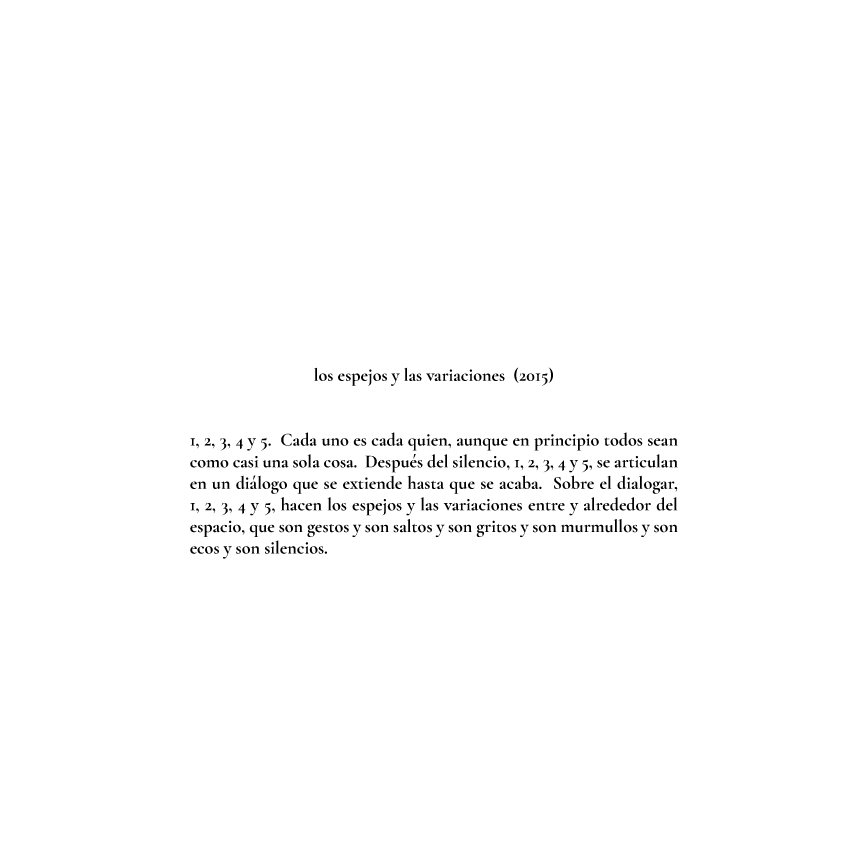 los espejos y las variaciones (2015)
1, 2, 3, 4 y 5. Cada uno es cada quien, aunque en principio todos sean
como casi una sola cosa. Después del silencio, 1, 2, 3, 4 y 5, se articulan
en un diálogo que se extiende hasta que se acaba. Sobre el dialogar,
1, 2, 3, 4 y 5, hacen los espejos y las variaciones entre y alrededor del
espacio, que son gestos y son saltos y son gritos y son murmullos y son
ecos y son silencios.